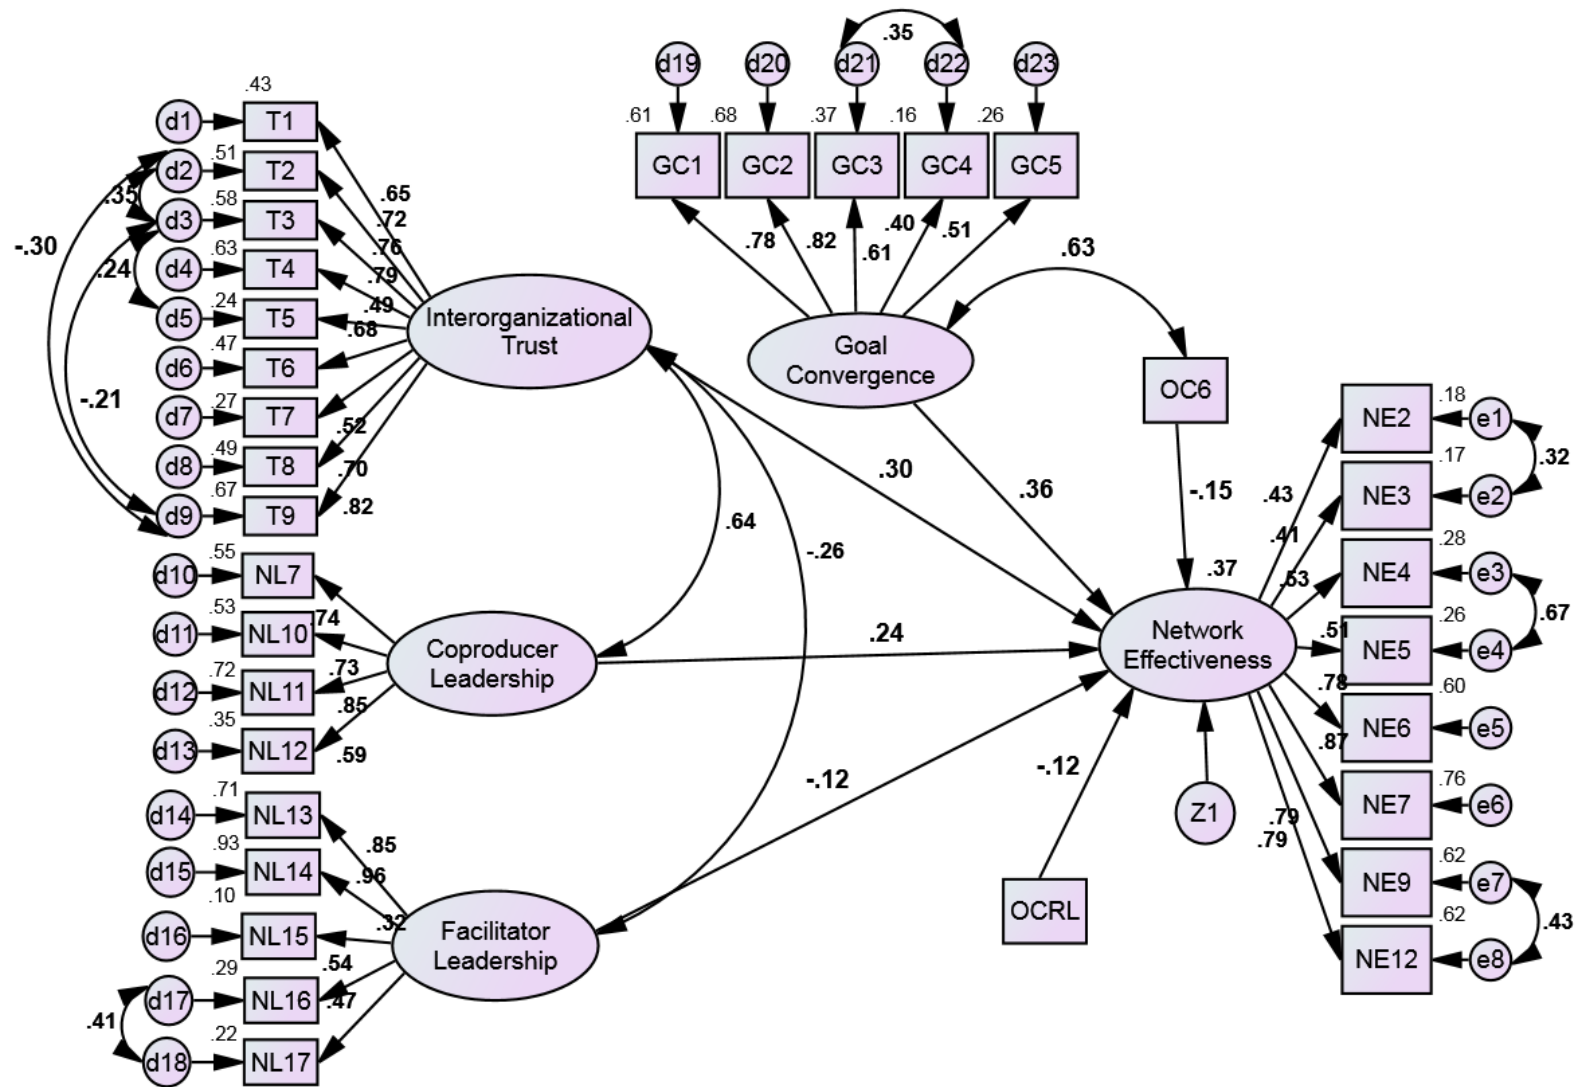 .35
d19 d20 d21 d22 d23
.61 .68 .37 .16 .26
GC1 GC2 GC3 GC4 GC5
.78 .82 .61 .40 .51
.63
Goal
Convergence
OC6
.43
d1 T1
.51
d2 T2
.58
d3 T3
.63
d4 T4
.24
d5 T5
.47
d6 T6
.27
d7 T7
.49
d8 T8
.67
d9 T9
.35
-.30
.24
-.21
.65
.72
.76
.79
.49
.68
.52
.70
.82
Interorganizational
Trust
.55
d10 NL7
.53
d11 NL10
.72
d12 NL11
.35
d13 NL12
.74
.73
.85
.59
Coproducer
Leadership
.71
d14 NL13
.93
d15 NL14
.10
d16 NL15
.29
d17 NL16
.22
d18 NL17
.41
.85
.96
.32
.54
.47
Facilitator
Leadership
.64
-.26
.30
.36
-.15
.24
-.12
-.12
OCRL
Z1
.37
Network
Effectiveness
.43
.41
.53
.51
.78
.87
.79
.79
.18
NE2 e1
.17
NE3 e2
.28
NE4 e3
.26
NE5 e4
.60
NE6 e5
.76
NE7 e6
.62
NE9 e7
.62
NE12 e8
.32
.67
.43